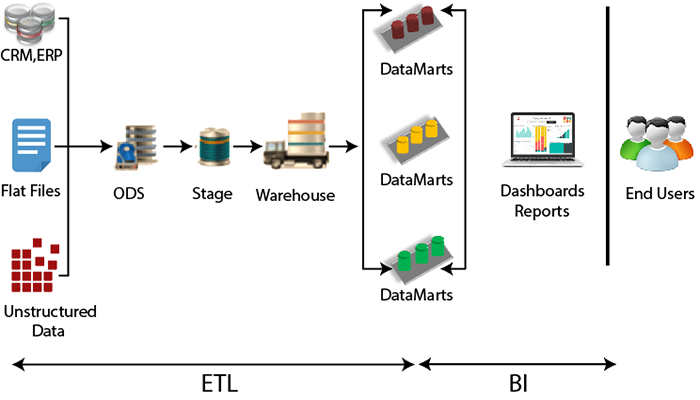 CRM,ERP
Flat Files
Unstructured
Data
ODS
Stage
Warehouse
DataMarts
DataMarts
DataMarts
Dashboards
Reports
End Users
ETL
BI